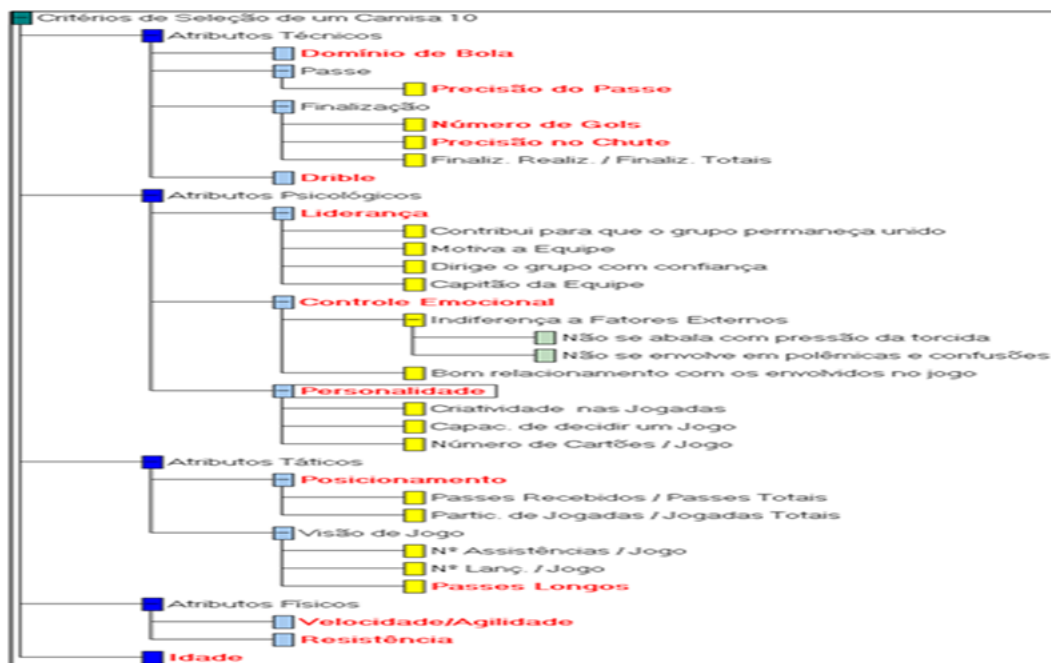 Critérios de Seleção de um Camisa 10
Atributos Técnicos
Domínio de Bola
Passe
Precisão do Passe
Finalização
Número de Gols
Precisão no Chute
Finaliz. Realiz. / Finaliz. Totais
Drible
Atributos Psicológicos
Liderança
Contribui para que o grupo permaneça unido
Motiva a Equipe
Dirige o grupo com confiança
Capitão da Equipe
Controle Emocional
Indiferença a Fatores Externos
Não se abala com pressão da torcida
Não se envolve em polêmicas e confusões
Bom relacionamento com os envolvidos no jogo
Personalidade
Criatividade nas Jogadas
Capac. de decidir um Jogo
Número de Cartões / Jogo
Atributos Táticos
Posicionamento
Passes Recebidos / Passes Totais
Partic. de Jogadas / Jogadas Totais
Visão de Jogo
Nº Assistências / Jogo
Nº Lanç. / Jogo
Passes Longos
Atributos Físicos
Velocidade/Agilidade
Resistência
Idade